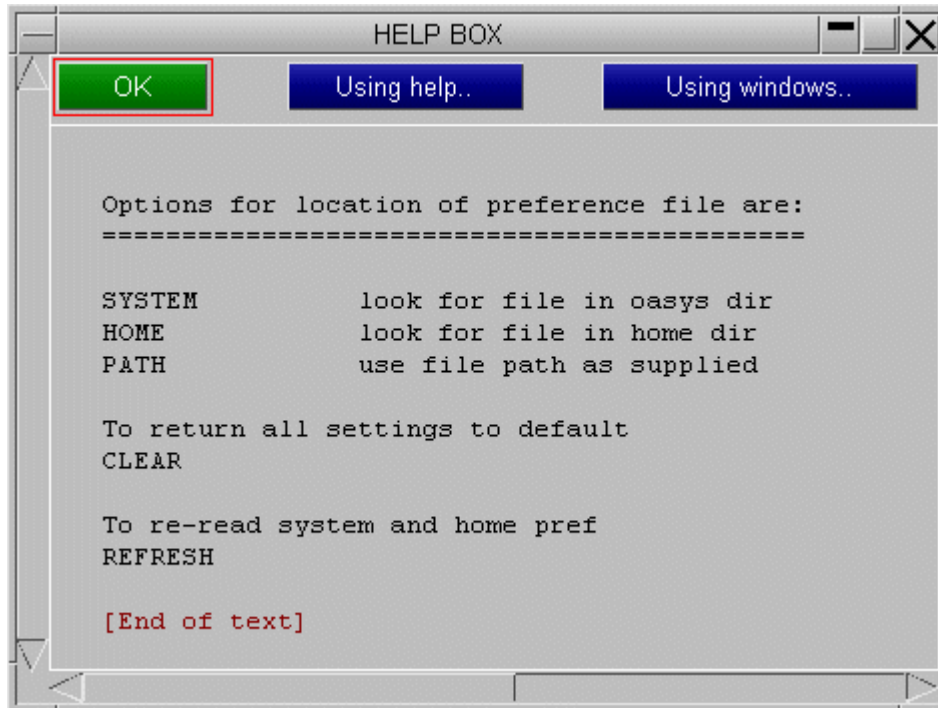 HELP BOX
OK
Using help..
Using windows..
Options for location of preference file are:
============================================
SYSTEM look for file in oasys dir
HOME look for file in home dir
PATH use file path as supplied
To return all settings to default
CLEAR
To re-read system and home pref
REFRESH
[End of text]